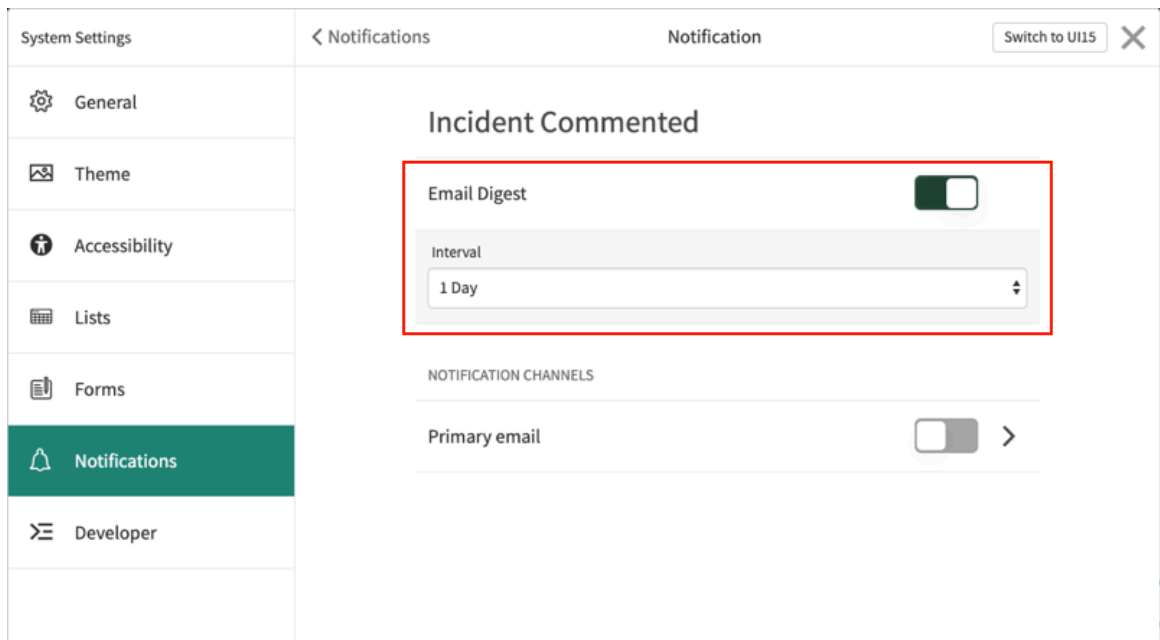 System Settings
Notifications
Notification
Switch to UI15
General
Theme
Accessibility
Lists
Forms
Notifications
Developer
Incident Commented
Email Digest
Interval
1 Day
NOTIFICATION CHANNELS
Primary email